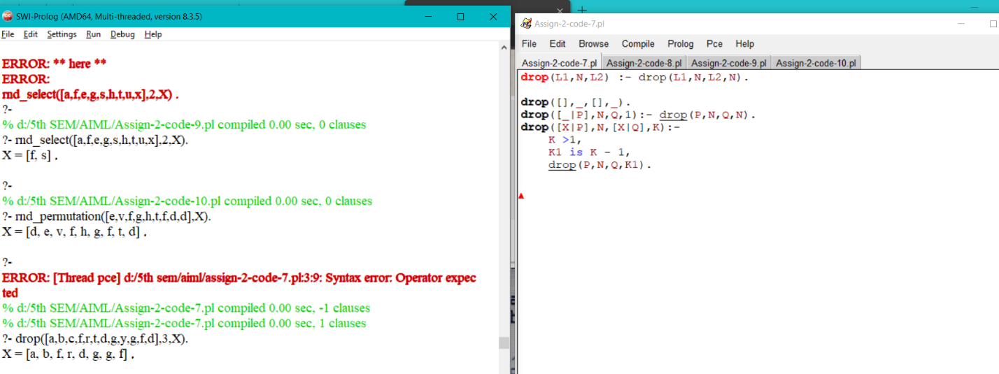 SWI-Prolog (AMD64, Multi-threaded, version 8.3.5)
File Edit Settings Run Debug Help
ERROR: ** here **
ERROR:
rnd_select([a,f,e,g,s,h,t,u,x],2,X) .
?-
% d:/5th SEM/AIML/Assign-2-code-9.pl compiled 0.00 sec, 0 clauses
?- rnd_select([a,f,e,g,s,h,t,u,x],2,X).
X = [f, s] .
?-
% d:/5th SEM/AIML/Assign-2-code-10.pl compiled 0.00 sec, 0 clauses
?- rnd_permutation([e,v,f,g,h,t,f,d,d],X).
X = [d, e, v, f, h, g, f, t, d] .
?-
ERROR: [Thread pce] d:/5th sem/aiml/assign-2-code-7.pl:3:9: Syntax error: Operator expec
ted
% d:/5th SEM/AIML/Assign-2-code-7.pl compiled 0.00 sec, -1 clauses
% d:/5th SEM/AIML/Assign-2-code-7.pl compiled 0.00 sec, 1 clauses
?- drop([a,b,c,f,r,t,d,g,y,g,f,d],3,X).
X = [a, b, f, r, d, g, g, f] .
Assign-2-code-7.pl
File Edit Browse Compile Prolog Pce Help
Assign-2-code-7.pl Assign-2-code-8.pl Assign-2-code-9.pl Assign-2-code-10.pl
drop(L1,N,L2) :- drop(L1,N,L2,N).
drop([],_,[],_).
drop([_|P],N,Q,1):- drop(P,N,Q,N).
drop([X|P],N,[X|Q],K):-
K >1,
K1 is K - 1,
drop(P,N,Q,K1).